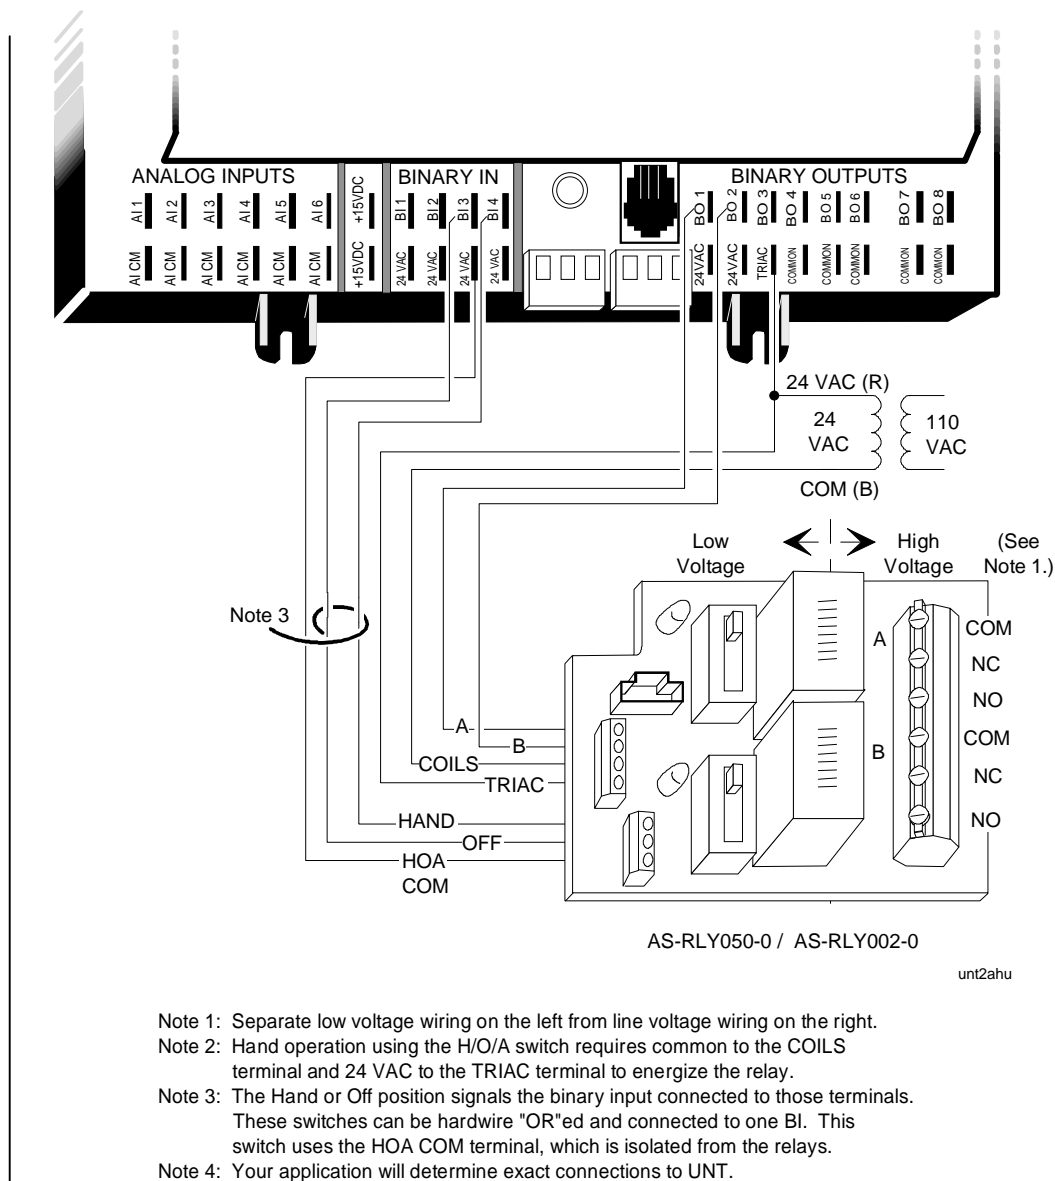 ANALOG INPUTS
BINARY IN
BINARY OUTPUTS
AI 1
AI 2
AI 3
AI 4
AI 5
AI 6
+15VDC
BI 1
BI 2
BI 3
BI 4
BO 1
BO 2
BO 3
BO 4
BO 5
BO 6
BO 7
BO 8
AI CM
AI CM
AI CM
AI CM
AI CM
AI CM
+15VDC
24 VAC
24 VAC
24 VAC
24 VAC
24VAC
24VAC
TRIAC
COMMON
COMMON
COMMON
COMMON
COMMON
24 VAC (R)
24
VAC
110
VAC
COM (B)
Low
Voltage
High
Voltage
(See
Note 1.)
Note 3
A
COM
NC
NO
B
COM
NC
NO
A
B
COILS
TRIAC
HAND
OFF
HOA
COM
AS-RLY050-0 / AS-RLY002-0
unt2ahu
Note 1: Separate low voltage wiring on the left from line voltage wiring on the right.
Note 2: Hand operation using the H/O/A switch requires common to the COILS
terminal and 24 VAC to the TRIAC terminal to energize the relay.
Note 3: The Hand or Off position signals the binary input connected to those terminals.
These switches can be hardwire "OR"ed and connected to one BI. This
switch uses the HOA COM terminal, which is isolated from the relays.
Note 4: Your application will determine exact connections to UNT.